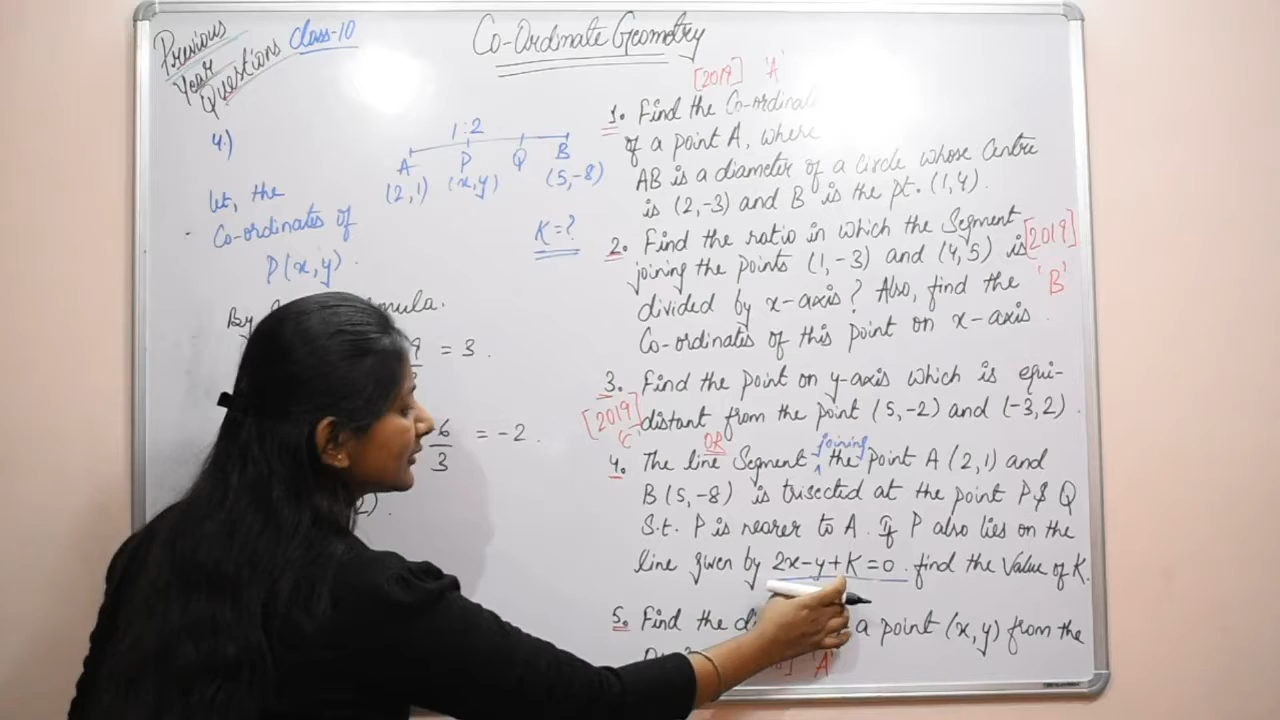 Previous
Year
Questions
Class-10
Co-Ordinate Geometry
4.)
1:2
A P Q B
(2,1) (x,y) (5,-8)
let, the
Co-ordinates of
P(x,y).
K=?
By
= 3.
6/3 = -2.
[2019] 'A'
1. Find the
of a point A, where
AB is a diameter of a Circle whose Centre
is (2,-3) and B is the pt. (1,4).
2. Find the ratio in which the Segment
joining the points (1,-3) and (4,5) is
[2019]
'B'
divided by x-axis? Also, find the
Co-ordinates of this point on x-axis.
3. Find the point on y-axis which is equi-
distant from the point (5,-2) and (-3,2).
[2019]
'C'
OR
joining
4. The line Segment the point A (2,1) and
B (5,-8) is trisected at the point P & Q
S.t. P is nearer to A. If P also lies on the
line given by 2x-y+K=0. find the Value of K.
5. Find the a point (x,y) from the
'A'